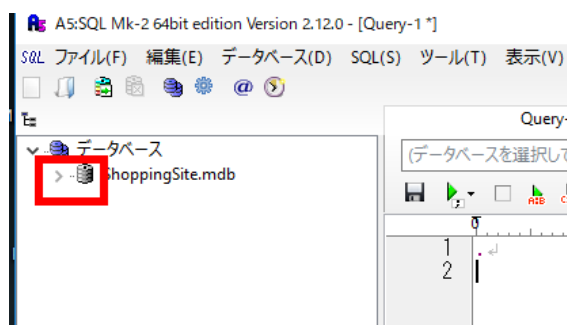 A5:SQL Mk-2 64bit edition Version 2.12.0 - [Query-1 *]
SQL ファイル(F) 編集(E) データベース(D) SQL(S) ツール(T) 表示(V)
データベース
ShoppingSite.mdb
Query-
(データベースを選択して
A:B
0
1
2